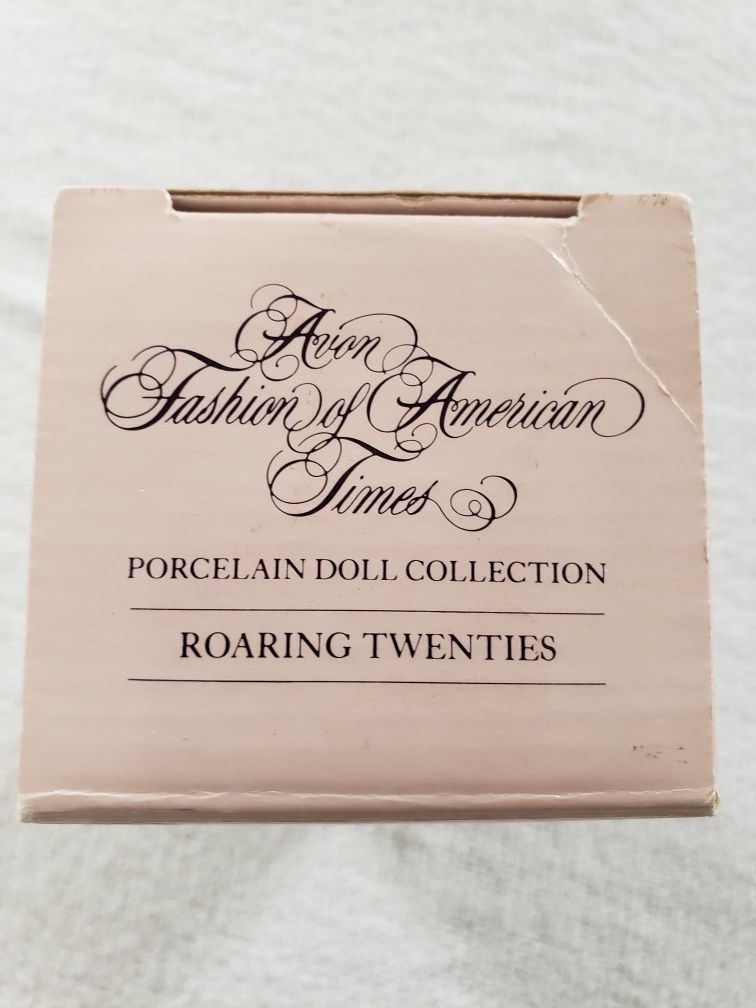 Avon
Fashion of American
Times
PORCELAIN DOLL COLLECTION
ROARING TWENTIES